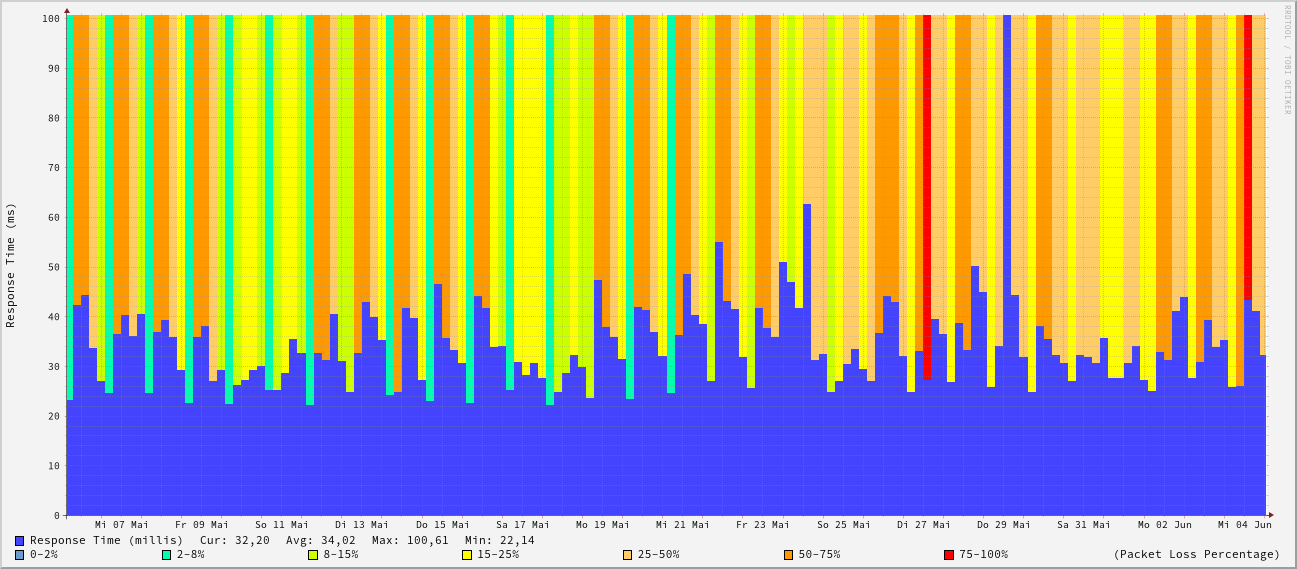 RRDTOOL / TOBI OETIKER
Response Time (ms)
100
90
80
70
60
50
40
30
20
10
0
Mi 07 Mai Fr 09 Mai So 11 Mai Di 13 Mai Do 15 Mai Sa 17 Mai Mo 19 Mai Mi 21 Mai Fr 23 Mai So 25 Mai Di 27 Mai Do 29 Mai Sa 31 Mai Mo 02 Jun Mi 04 Jun
Response Time (millis) Cur: 32,20 Avg: 34,02 Max: 100,61 Min: 22,14
0-2% 2-8% 8-15% 15-25% 25-50% 50-75% 75-100% (Packet Loss Percentage)